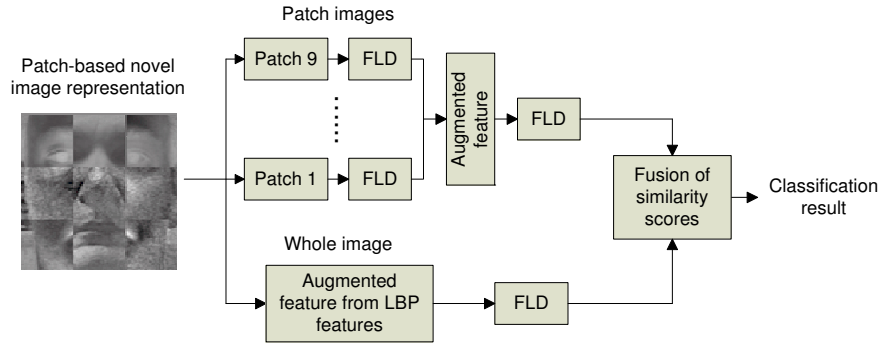 Patch images
Patch-based novel
image representation
Patch 9
FLD
Patch 1
FLD
Augmented
feature
FLD
Fusion of
similarity
scores
Classification
result
Whole image
Augmented
feature from LBP
features
FLD